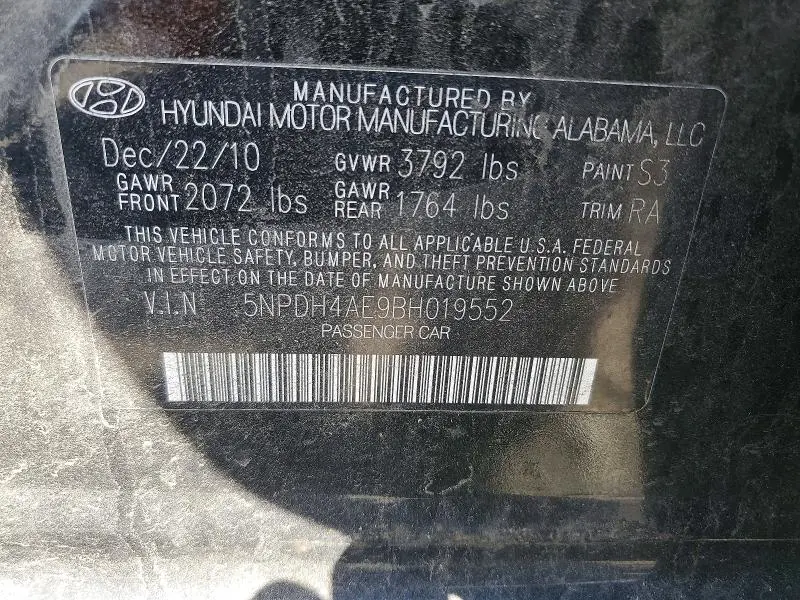 MANUFACTURED BY
HYUNDAI MOTOR MANUFACTURING ALABAMA, LLC
Dec/22/10 GVWR 3792 lbs PAINT S3
GAWR FRONT 2072 lbs GAWR REAR 1764 lbs TRIM RA
THIS VEHICLE CONFORMS TO ALL APPLICABLE U.S.A. FEDERAL
MOTOR VEHICLE SAFETY, BUMPER, AND THEFT PREVENTION STANDARDS
IN EFFECT ON THE DATE OF MANUFACTURE SHOWN ABOVE.
V.I.N 5NPDH4AE9BH019552
PASSENGER CAR